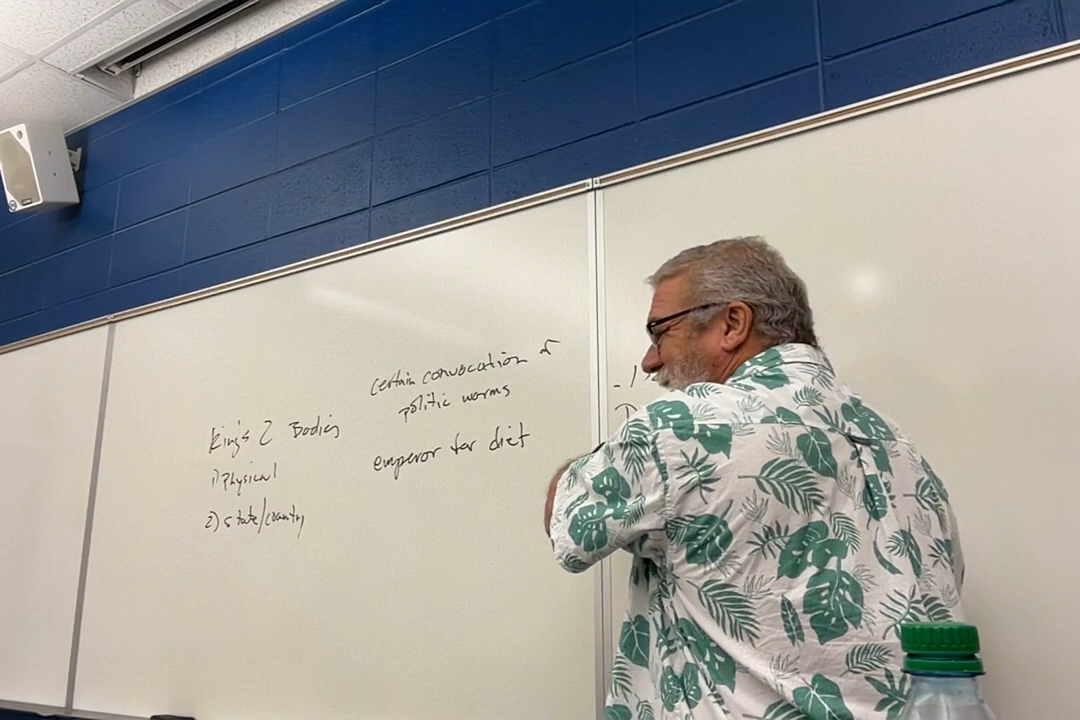 King's 2 Bodies
1) Physical
2) state/country
certain convocation of
politic worms
emperor for diet